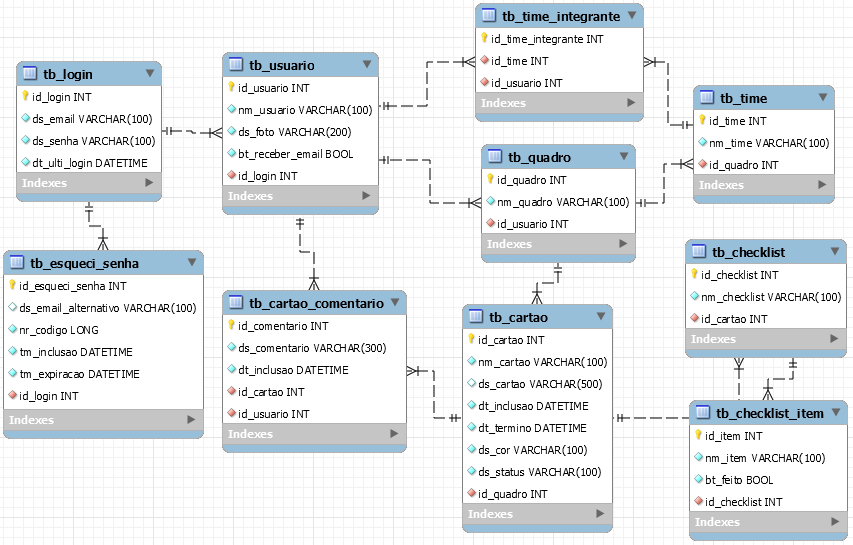 tb_login
id_login INT
ds_email VARCHAR(100)
ds_senha VARCHAR(100)
dt_ulti_login DATETIME
Indexes
tb_usuario
id_usuario INT
nm_usuario VARCHAR(100)
ds_foto VARCHAR(200)
bt_receber_email BOOL
id_login INT
Indexes
tb_time_integrante
id_time_integrante INT
id_time INT
id_usuario INT
Indexes
tb_time
id_time INT
nm_time VARCHAR(100)
id_quadro INT
Indexes
tb_quadro
id_quadro INT
nm_quadro VARCHAR(100)
id_usuario INT
Indexes
tb_esqueci_senha
id_esqueci_senha INT
ds_email_alternativo VARCHAR(100)
nr_codigo LONG
tm_inclusao DATETIME
tm_expiracao DATETIME
id_login INT
Indexes
tb_cartao_comentario
id_comentario INT
ds_comentario VARCHAR(300)
dt_inclusao DATETIME
id_cartao INT
id_usuario INT
Indexes
tb_cartao
id_cartao INT
nm_cartao VARCHAR(100)
ds_cartao VARCHAR(500)
dt_inclusao DATETIME
dt_termino DATETIME
ds_cor VARCHAR(100)
ds_status VARCHAR(100)
id_quadro INT
Indexes
tb_checklist
id_checklist INT
nm_checklist VARCHAR(100)
id_cartao INT
Indexes
tb_checklist_item
id_item INT
nm_item VARCHAR(100)
bt_feito BOOL
id_checklist INT
Indexes